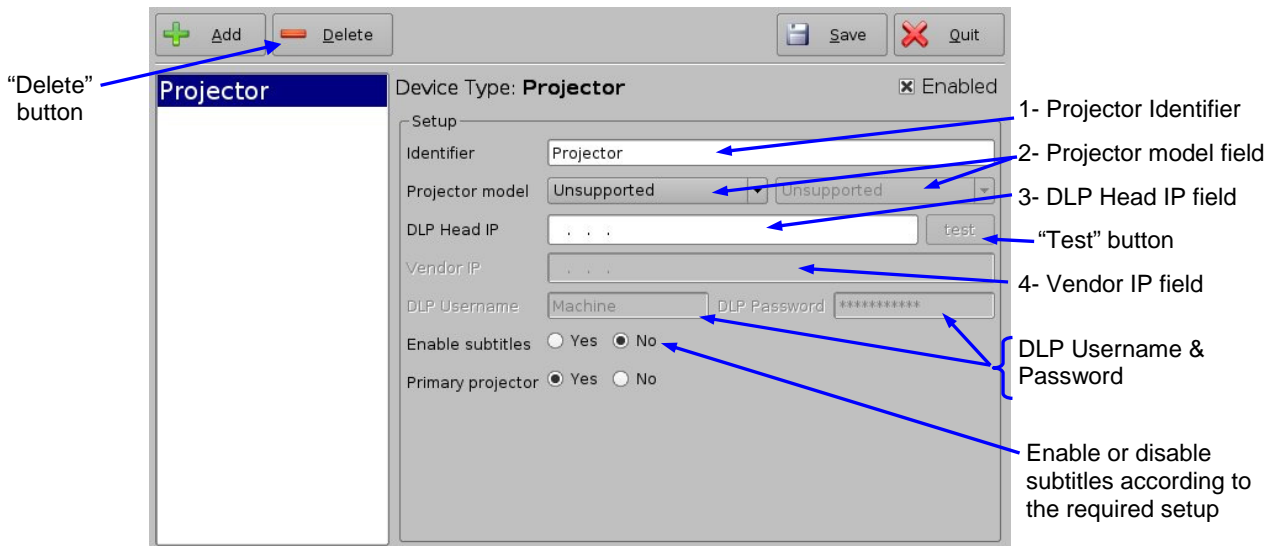 Add
Delete
Save
Quit
“Delete”
button
Projector
Device Type: Projector
Enabled
Setup
Identifier
Projector
1- Projector Identifier
Projector model
Unsupported
Unsupported
2- Projector model field
DLP Head IP
. . .
test
3- DLP Head IP field
“Test” button
Vendor IP
. . .
4- Vendor IP field
DLP Username
Machine
DLP Password
***********
DLP Username &
Password
Enable subtitles
Yes
No
Primary projector
Yes
No
Enable or disable
subtitles according to
the required setup